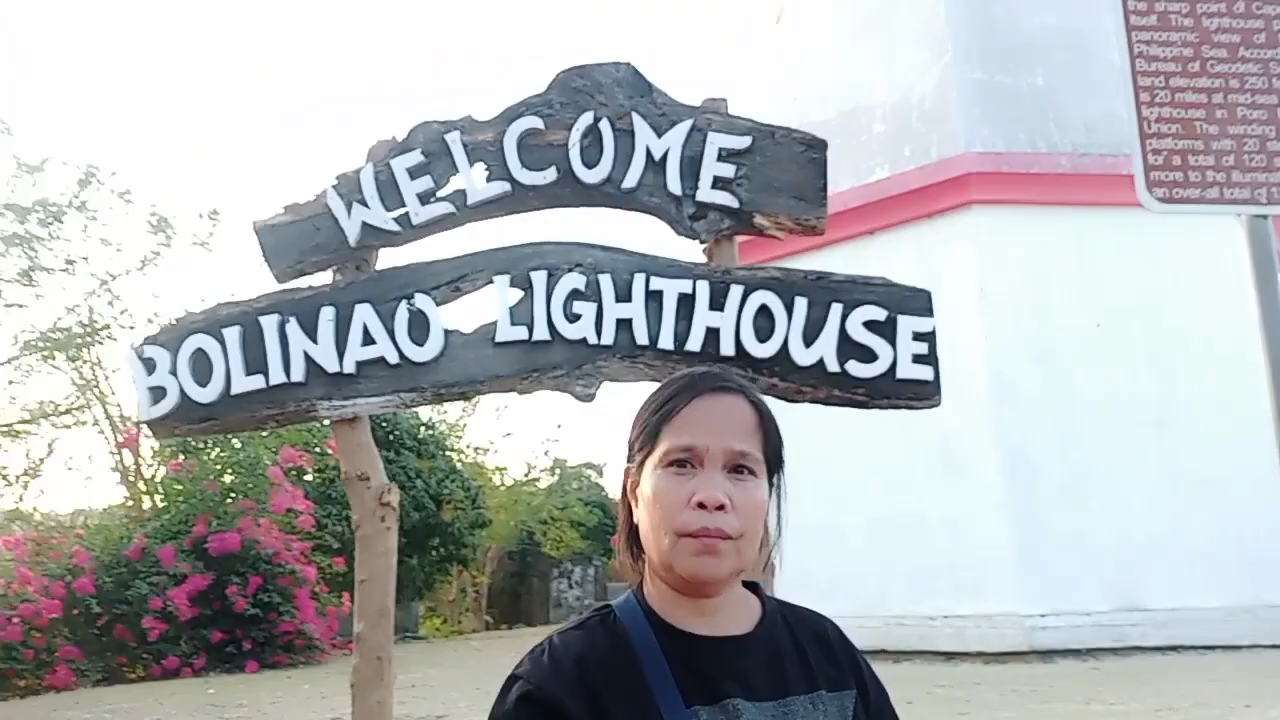 WELCOME
BOLINAO LIGHTHOUSE
the sharp point of Cap
itself. The lighthouse p
panoramic view of
Philippine Sea. Accor
Bureau of Geodetic S
land elevation is 250 f
is 20 miles at mid-sea
lighthouse in Poro
Union. The winding
platforms with 20 st
for a total of 120
more to the illumina
an over-all total of 1